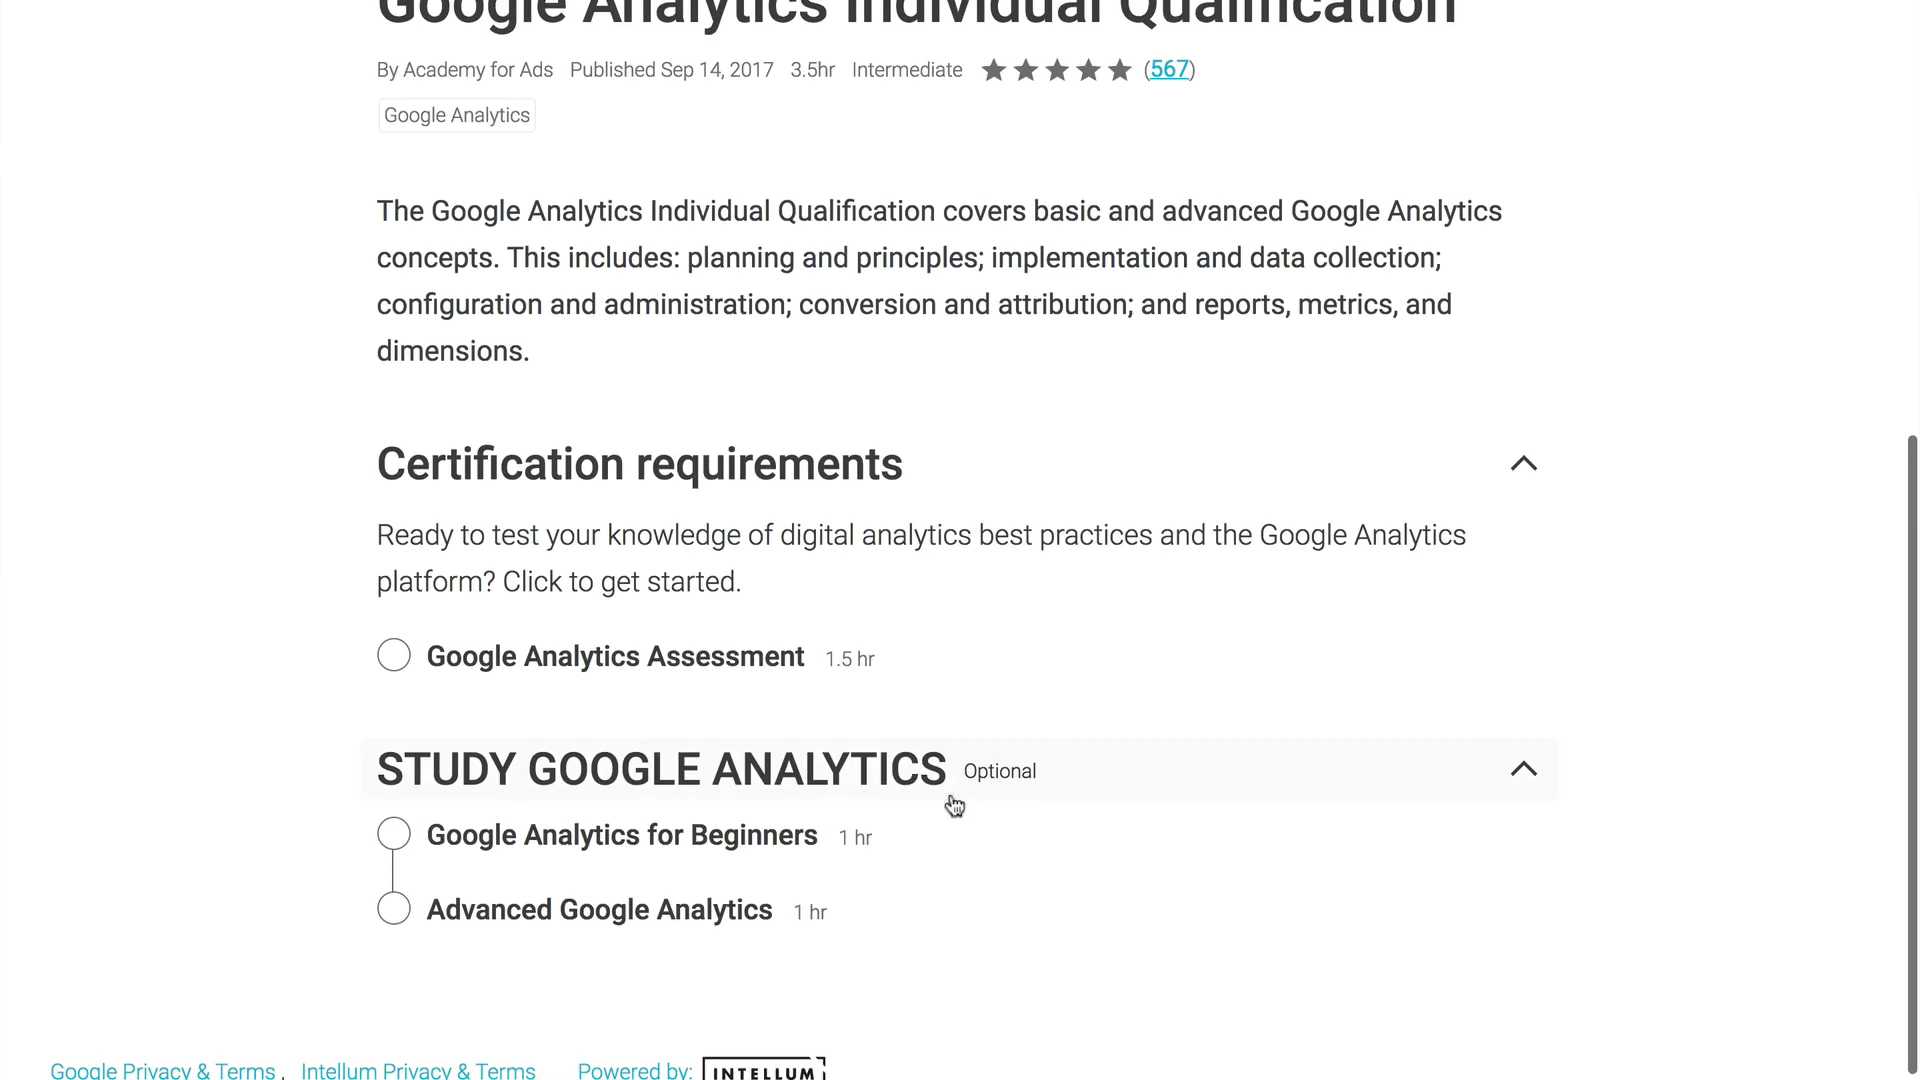 Google Analytics Individual Qualification
By Academy for Ads Published Sep 14, 2017 3.5hr Intermediate (567)
Google Analytics
The Google Analytics Individual Qualification covers basic and advanced Google Analytics
concepts. This includes: planning and principles; implementation and data collection;
configuration and administration; conversion and attribution; and reports, metrics, and
dimensions.
Certification requirements
Ready to test your knowledge of digital analytics best practices and the Google Analytics
platform? Click to get started.
Google Analytics Assessment 1.5 hr
STUDY GOOGLE ANALYTICS Optional
Google Analytics for Beginners 1 hr
Advanced Google Analytics 1 hr
Google Privacy & Terms , Intellum Privacy & Terms Powered by: INTELLUM